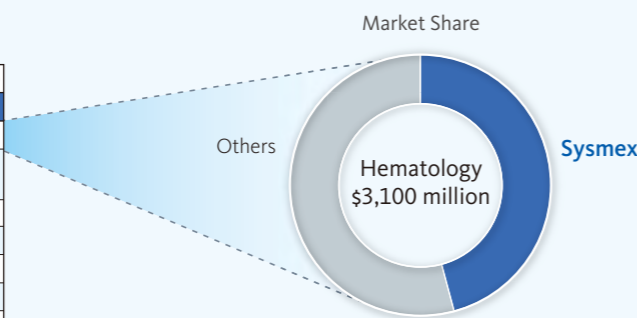 Market Share
Others
Sysmex
Hematology
$3,100 million